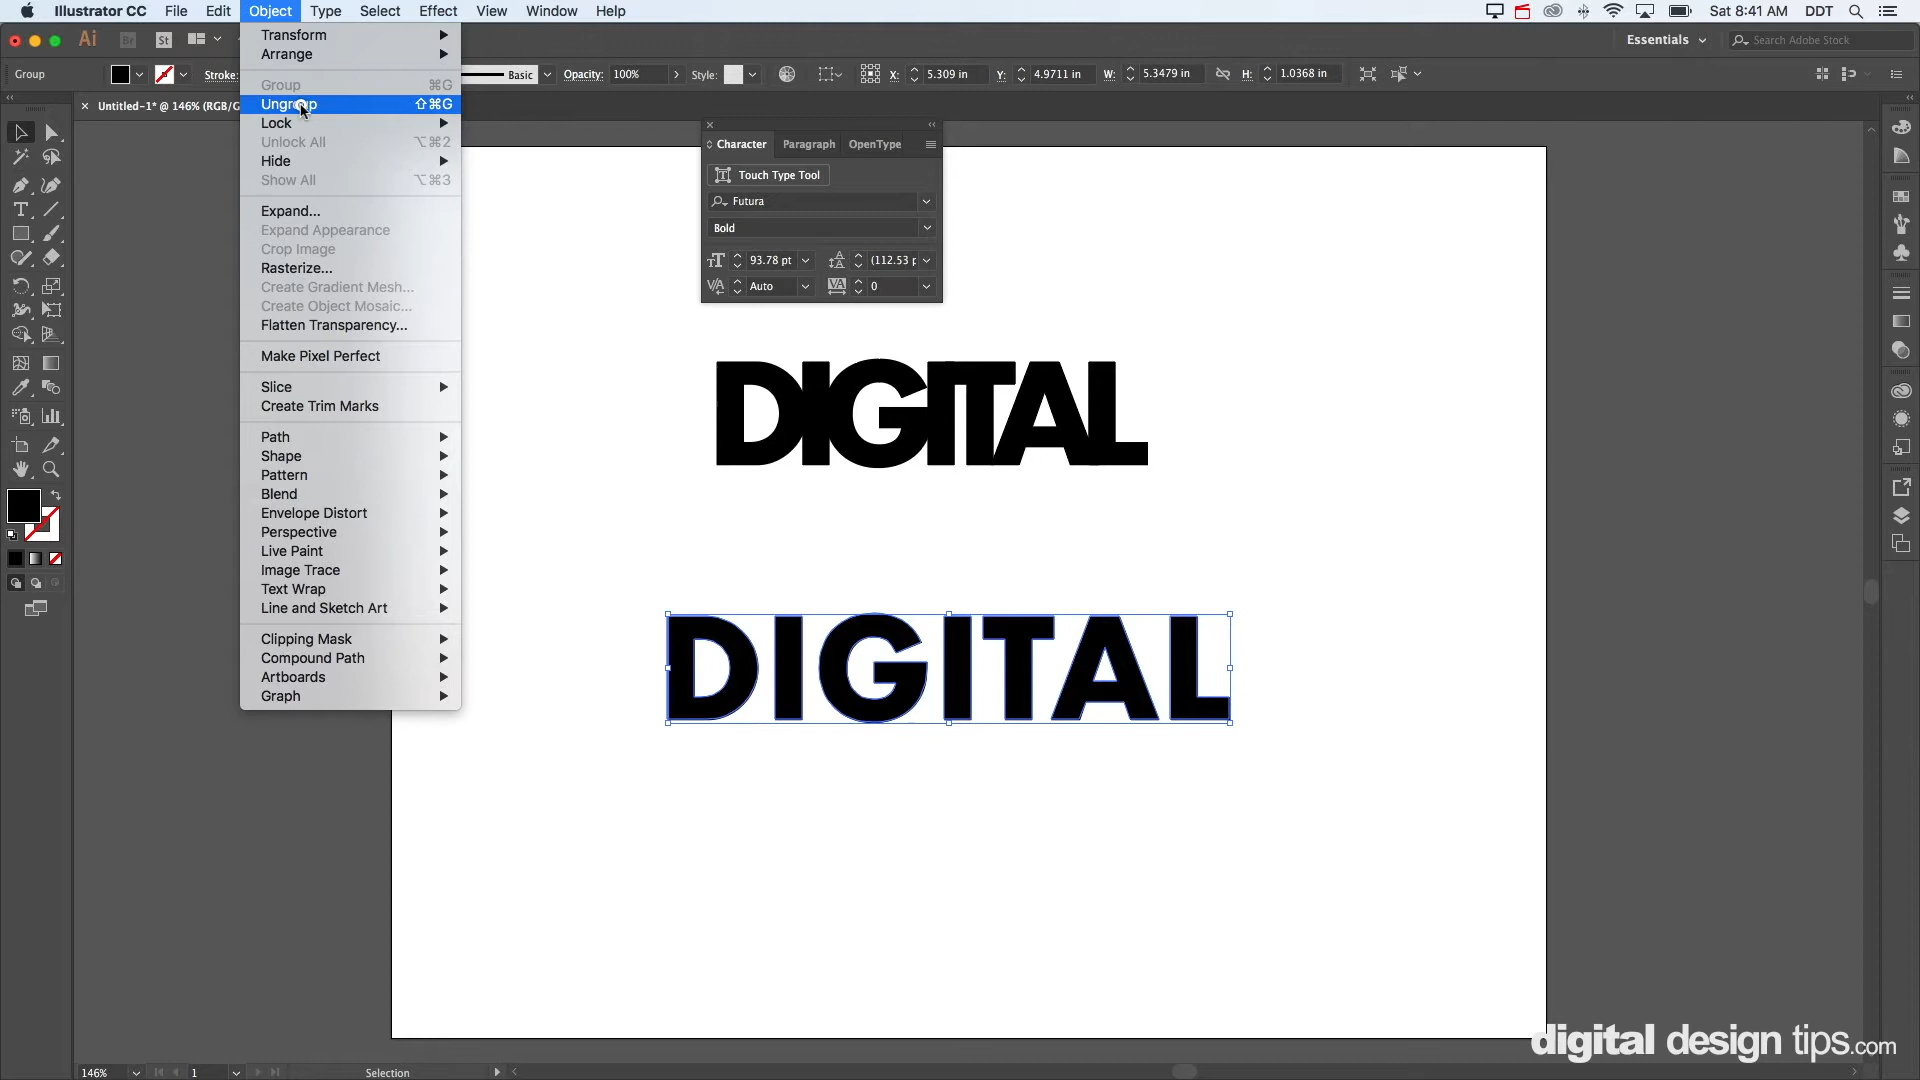 Illustrator CC File Edit Object Type Select Effect View Window Help Sat 8:41 AM DDT
Ai Br St Essentials Search Adobe Stock
Group Stroke: Basic Opacity: 100% Style: X: 5.309 in Y: 4.9711 in W: 5.3479 in H: 1.0368 in
× Untitled-1* @ 146% (RGB/G
Transform
Arrange
Group ⌘G
Ungroup ⇧⌘G
Lock
Unlock All ⌥⌘2
Hide
Show All ⌥⌘3
Expand...
Expand Appearance
Crop Image
Rasterize...
Create Gradient Mesh...
Create Object Mosaic...
Flatten Transparency...
Make Pixel Perfect
Slice
Create Trim Marks
Path
Shape
Pattern
Blend
Envelope Distort
Perspective
Live Paint
Image Trace
Text Wrap
Line and Sketch Art
Clipping Mask
Compound Path
Artboards
Graph
Character Paragraph OpenType
Touch Type Tool
Futura
Bold
93.78 pt (112.53 p
Auto 0
DIGITAL
DIGITAL
digital design tips.com
146% 1 Selection